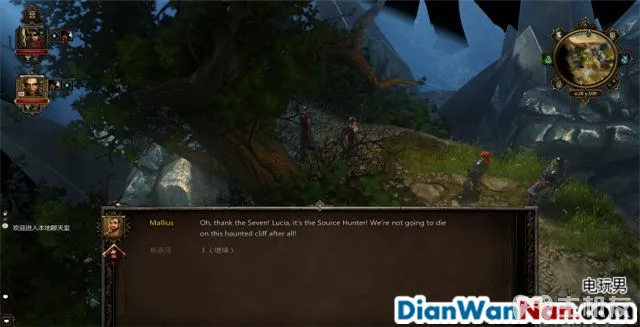 x:26 y:106
欢迎进入本地聊天室
Mallius
Oh, thank the Seven! Lucia, it's the Source Hunter! We're not going to die
on this haunted cliff after all!
1.（继续）
电玩男
DianWanNan.com